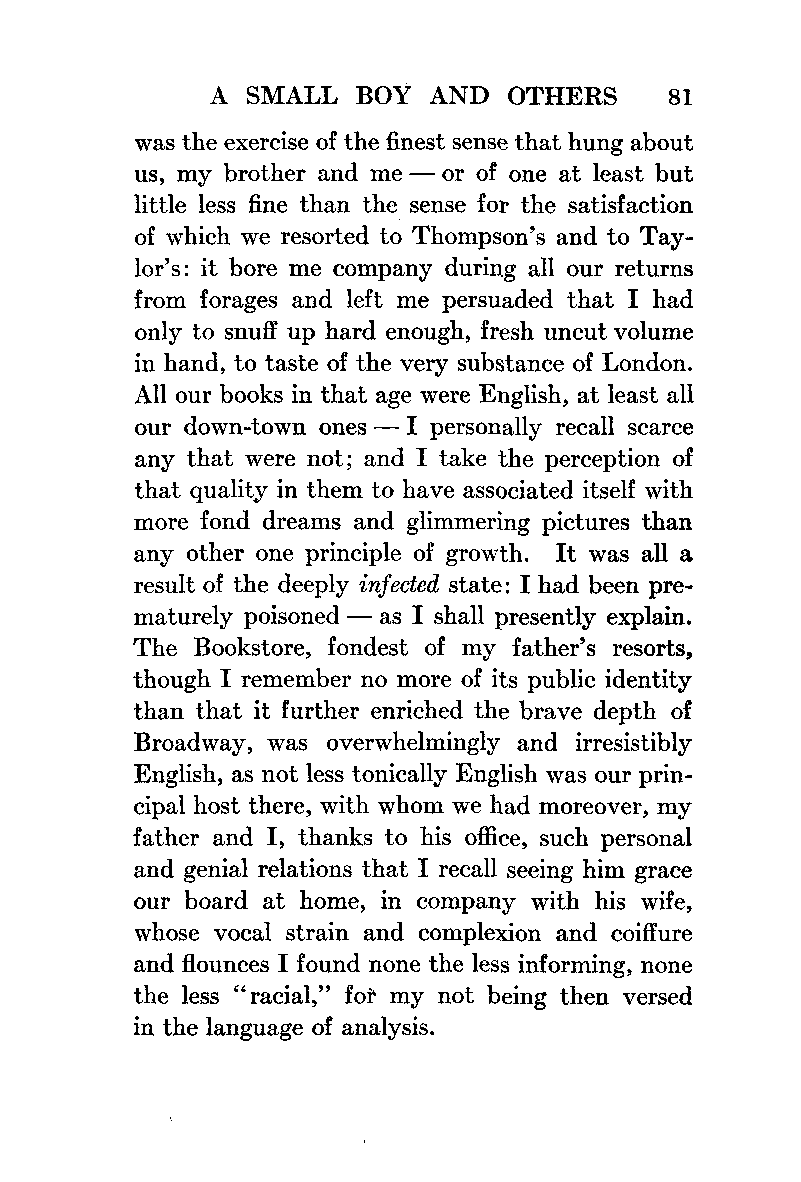 A SMALL BOY AND OTHERS 81
was the exercise of the finest sense that hung about
us, my brother and me — or of one at least but
little less fine than the sense for the satisfaction
of which we resorted to Thompson's and to Tay-
lor's: it bore me company during all our returns
from forages and left me persuaded that I had
only to snuff up hard enough, fresh uncut volume
in hand, to taste of the very substance of London.
All our books in that age were English, at least all
our down-town ones — I personally recall scarce
any that were not; and I take the perception of
that quality in them to have associated itself with
more fond dreams and glimmering pictures than
any other one principle of growth. It was all a
result of the deeply infected state: I had been pre-
maturely poisoned — as I shall presently explain.
The Bookstore, fondest of my father's resorts,
though I remember no more of its public identity
than that it further enriched the brave depth of
Broadway, was overwhelmingly and irresistibly
English, as not less tonically English was our prin-
cipal host there, with whom we had moreover, my
father and I, thanks to his office, such personal
and genial relations that I recall seeing him grace
our board at home, in company with his wife,
whose vocal strain and complexion and coiffure
and flounces I found none the less informing, none
the less "racial," for my not being then versed
in the language of analysis.